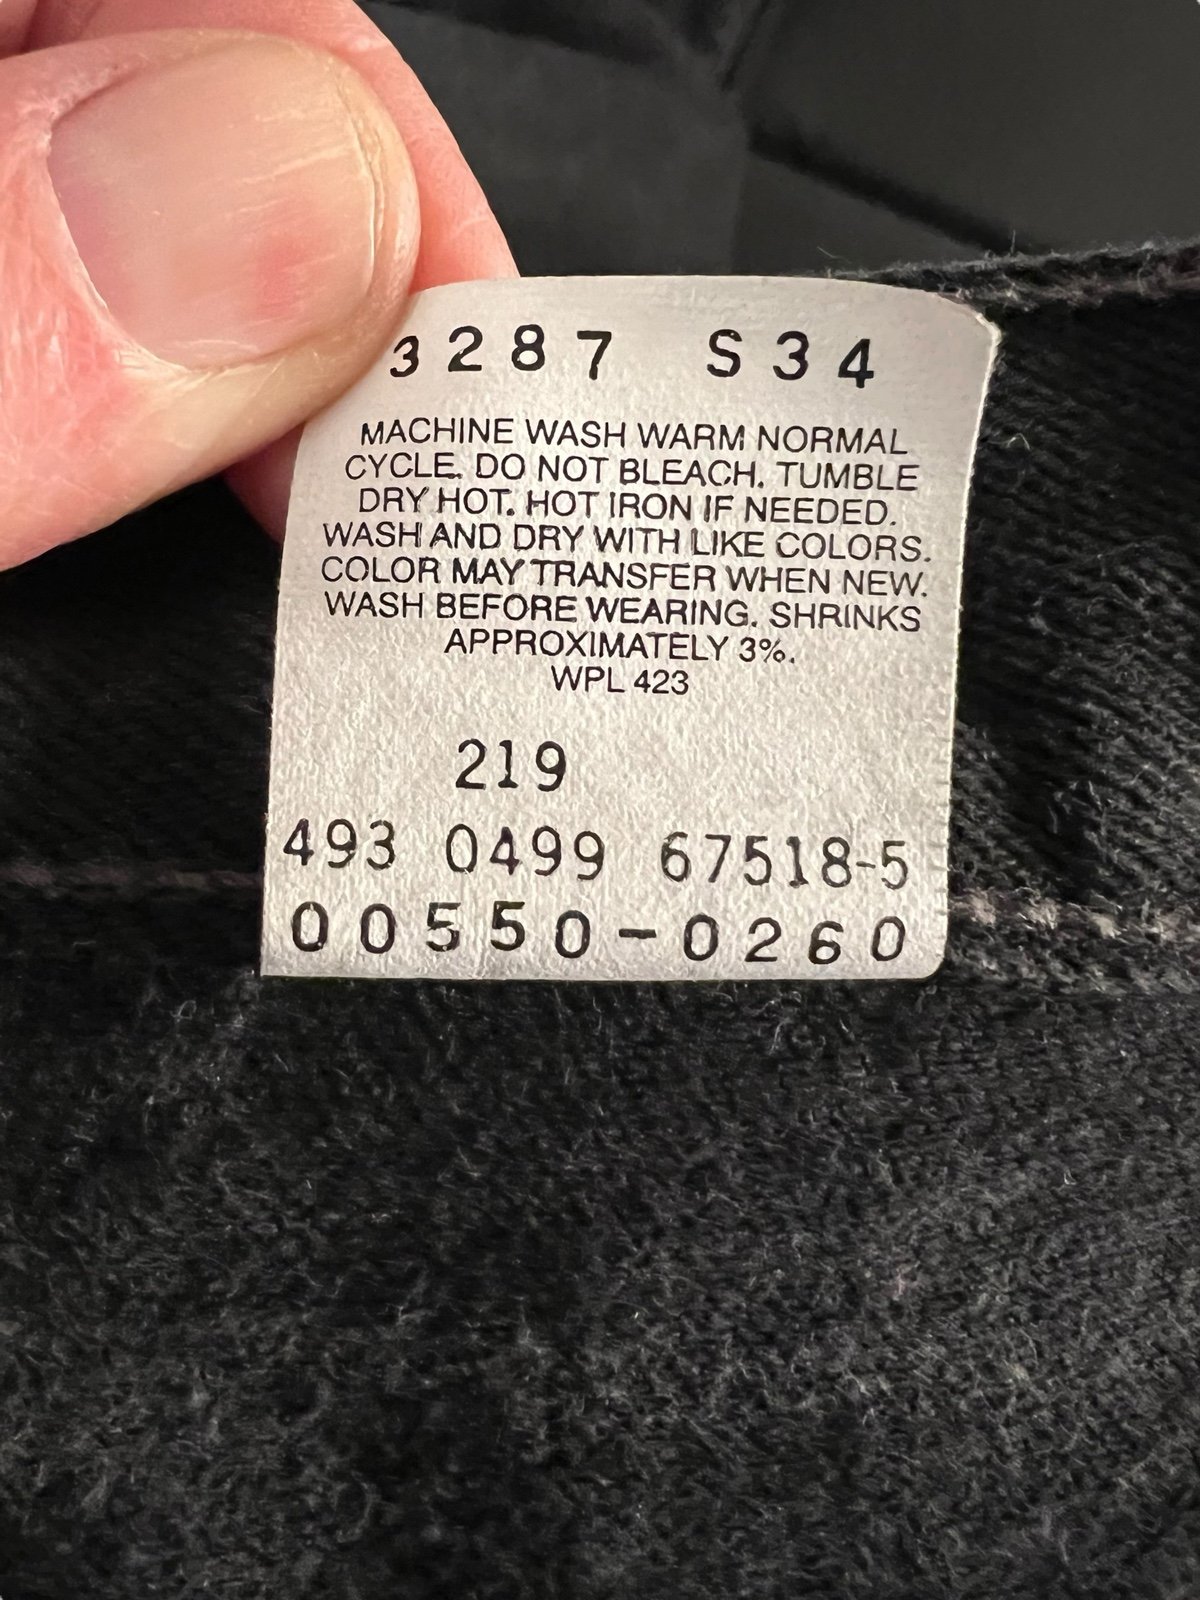 3287 S34
MACHINE WASH WARM NORMAL
CYCLE. DO NOT BLEACH. TUMBLE
DRY HOT. HOT IRON IF NEEDED.
WASH AND DRY WITH LIKE COLORS.
COLOR MAY TRANSFER WHEN NEW.
WASH BEFORE WEARING. SHRINKS
APPROXIMATELY 3%.
WPL 423
219
493 0499 67518-5
00550-0260